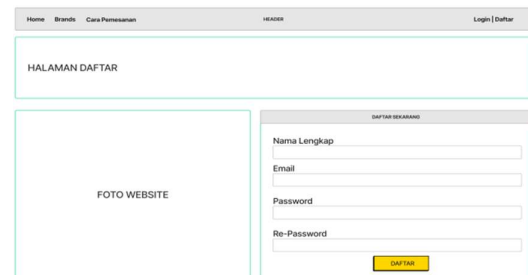 Home Brands Cara Pemesanan HEADER Login | Daftar
HALAMAN DAFTAR
FOTO WEBSITE
DAFTAR SEKARANG
Nama Lengkap
Email
Password
Re-Password
DAFTAR